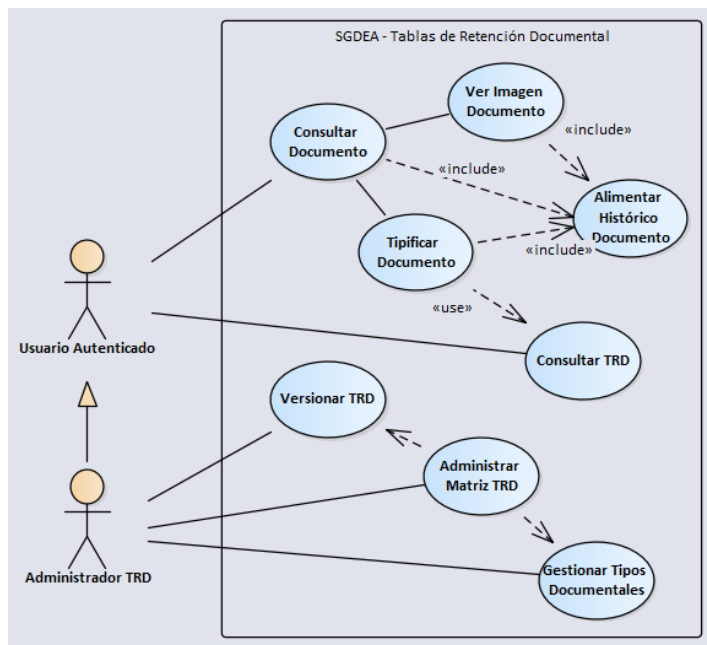 SGDEA - Tablas de Retención Documental
Ver Imagen
Documento
Consultar
Documento
«include»
«include»
Alimentar
Histórico
Documento
Tipificar
Documento
«include»
«use»
Usuario Autenticado
Consultar TRD
Versionar TRD
Administrar
Matriz TRD
Administrador TRD
Gestionar Tipos
Documentales